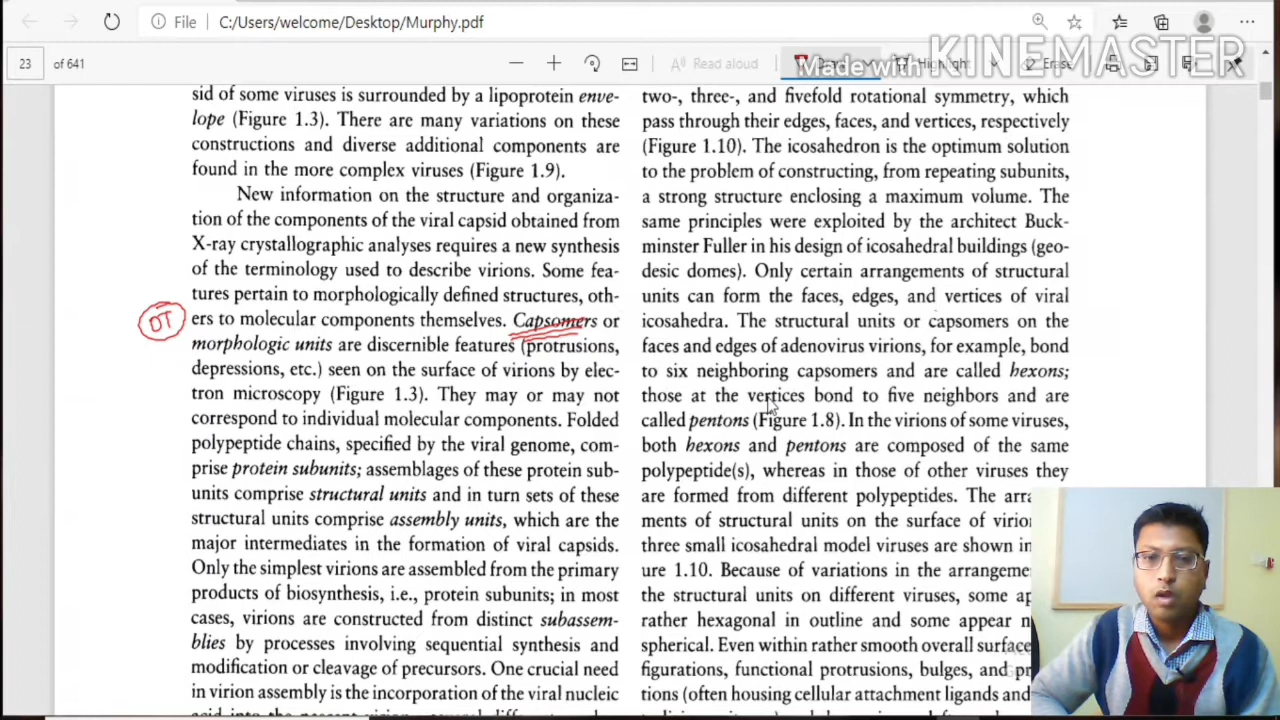 File
C:/Users/welcome/Desktop/Murphy.pdf
23 of 641
Read aloud
Draw
Highlight
Erase
Made with KINEMASTER
sid of some viruses is surrounded by a lipoprotein enve-
lope (Figure 1.3). There are many variations on these
constructions and diverse additional components are
found in the more complex viruses (Figure 1.9).
New information on the structure and organiza-
tion of the components of the viral capsid obtained from
X-ray crystallographic analyses requires a new synthesis
of the terminology used to describe virions. Some fea-
tures pertain to morphologically defined structures, oth-
OT
ers to molecular components themselves. Capsomers or
morphologic units are discernible features (protrusions,
depressions, etc.) seen on the surface of virions by elec-
tron microscopy (Figure 1.3). They may or may not
correspond to individual molecular components. Folded
polypeptide chains, specified by the viral genome, com-
prise protein subunits; assemblages of these protein sub-
units comprise structural units and in turn sets of these
structural units comprise assembly units, which are the
major intermediates in the formation of viral capsids.
Only the simplest virions are assembled from the primary
products of biosynthesis, i.e., protein subunits; in most
cases, virions are constructed from distinct subassem-
blies by processes involving sequential synthesis and
modification or cleavage of precursors. One crucial need
in virion assembly is the incorporation of the viral nucleic
two-, three-, and fivefold rotational symmetry, which
pass through their edges, faces, and vertices, respectively
(Figure 1.10). The icosahedron is the optimum solution
to the problem of constructing, from repeating subunits,
a strong structure enclosing a maximum volume. The
same principles were exploited by the architect Buck-
minster Fuller in his design of icosahedral buildings (geo-
desic domes). Only certain arrangements of structural
units can form the faces, edges, and vertices of viral
icosahedra. The structural units or capsomers on the
faces and edges of adenovirus virions, for example, bond
to six neighboring capsomers and are called hexons;
those at the vertices bond to five neighbors and are
called pentons (Figure 1.8). In the virions of some viruses,
both hexons and pentons are composed of the same
polypeptide(s), whereas in those of other viruses they
are formed from different polypeptides. The arra
ments of structural units on the surface of virio
three small icosahedral model viruses are shown in
ure 1.10. Because of variations in the arrangeme
the structural units on different viruses, some ap
rather hexagonal in outline and some appear n
spherical. Even within rather smooth overall surface
figurations, functional protrusions, bulges, and pr
tions (often housing cellular attachment ligands and